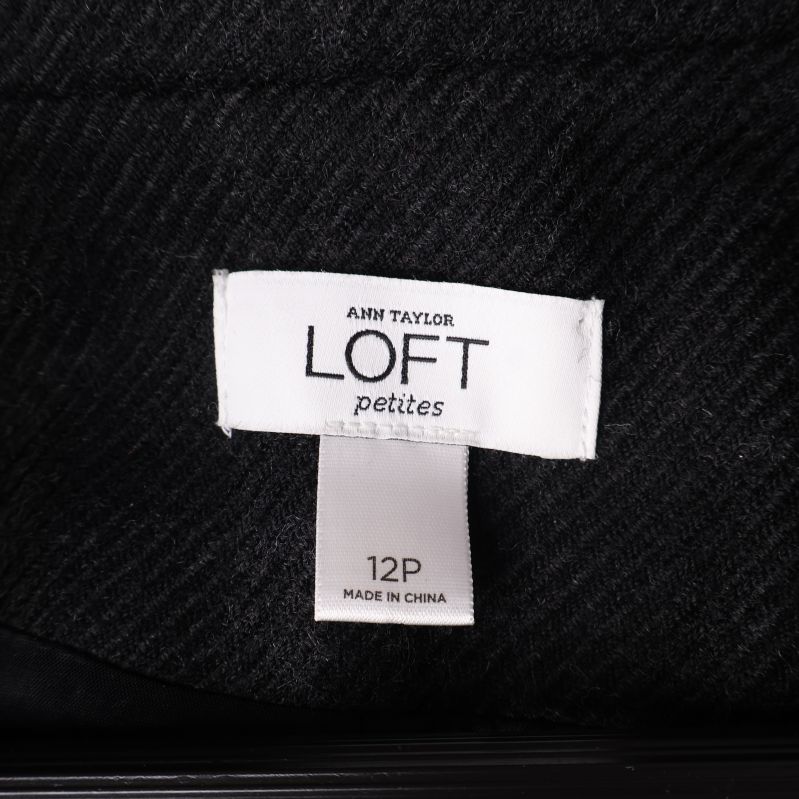 ANN TAYLOR
LOFT
petites
12P
MADE IN CHINA